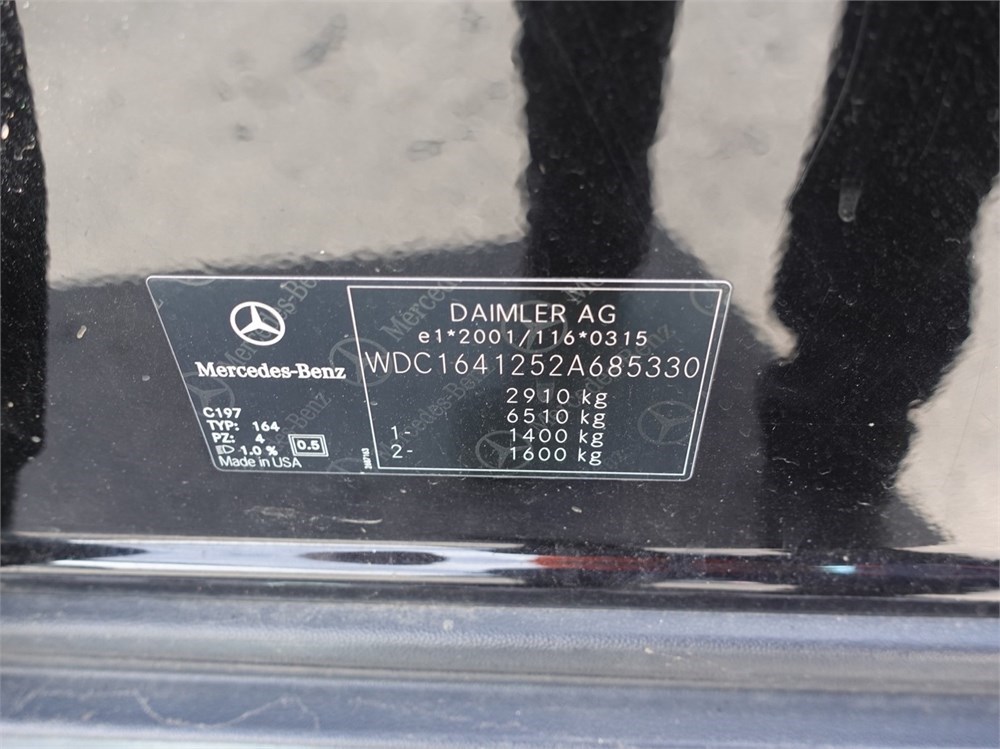 Mercedes-Benz
C197
TYP: 164
PZ: 4
1.0 %
0.5
Made in USA
DAIMLER AG
e1*2001/116*0315
WDC1641252A685330
2910 kg
6510 kg
1- 1400 kg
2- 1600 kg